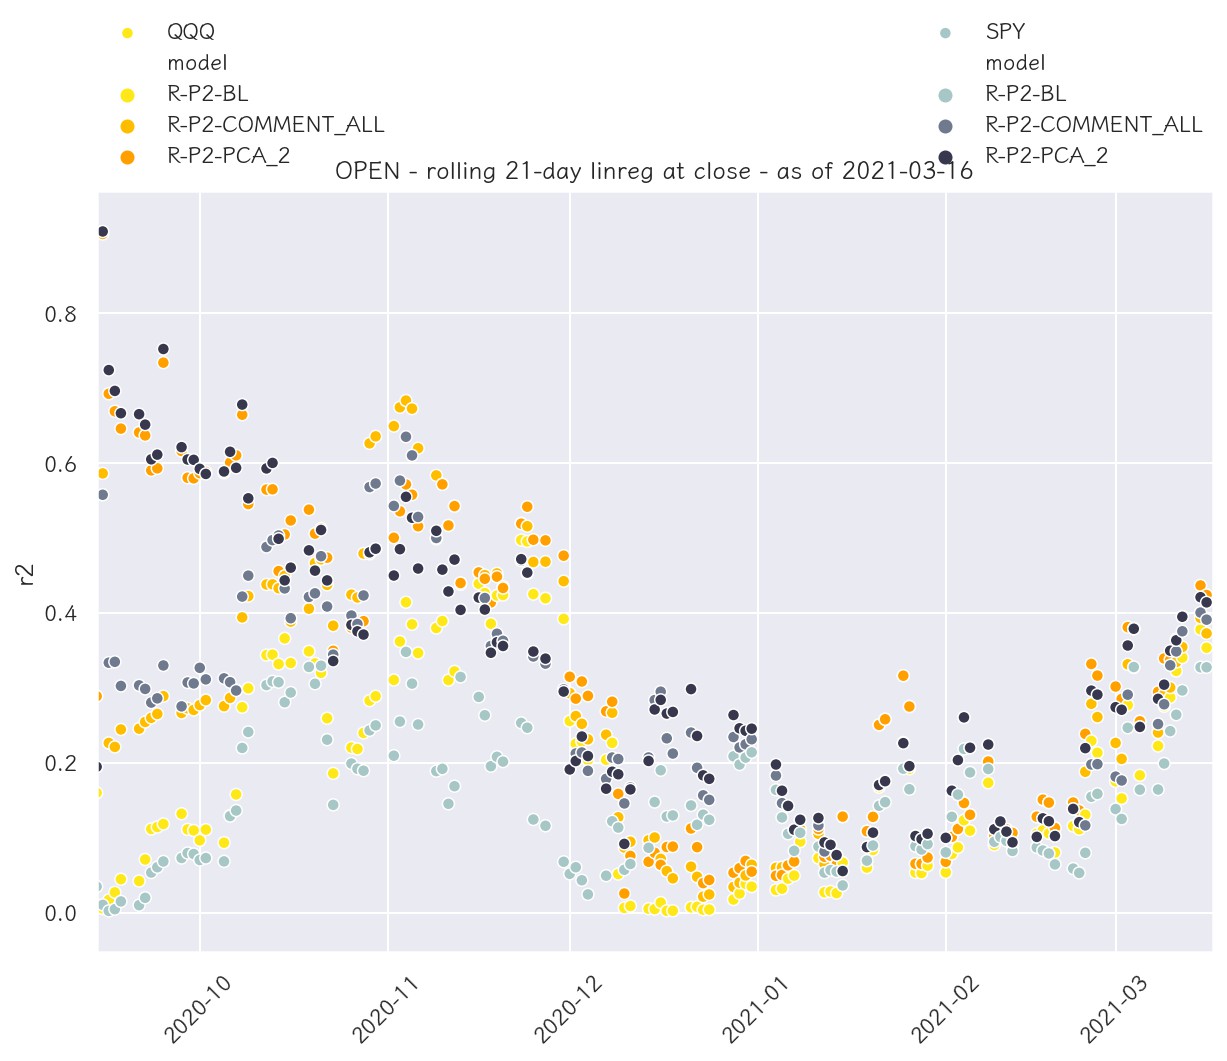 QQQ
model
R-P2-BL
R-P2-COMMENT_ALL
R-P2-PCA_2
SPY
model
R-P2-BL
R-P2-COMMENT_ALL
R-P2-PCA_2
OPEN - rolling 21-day linreg at close - as of 2021-03-16
r2
0.8
0.6
0.4
0.2
0.0
2020-10
2020-11
2020-12
2021-01
2021-02
2021-03